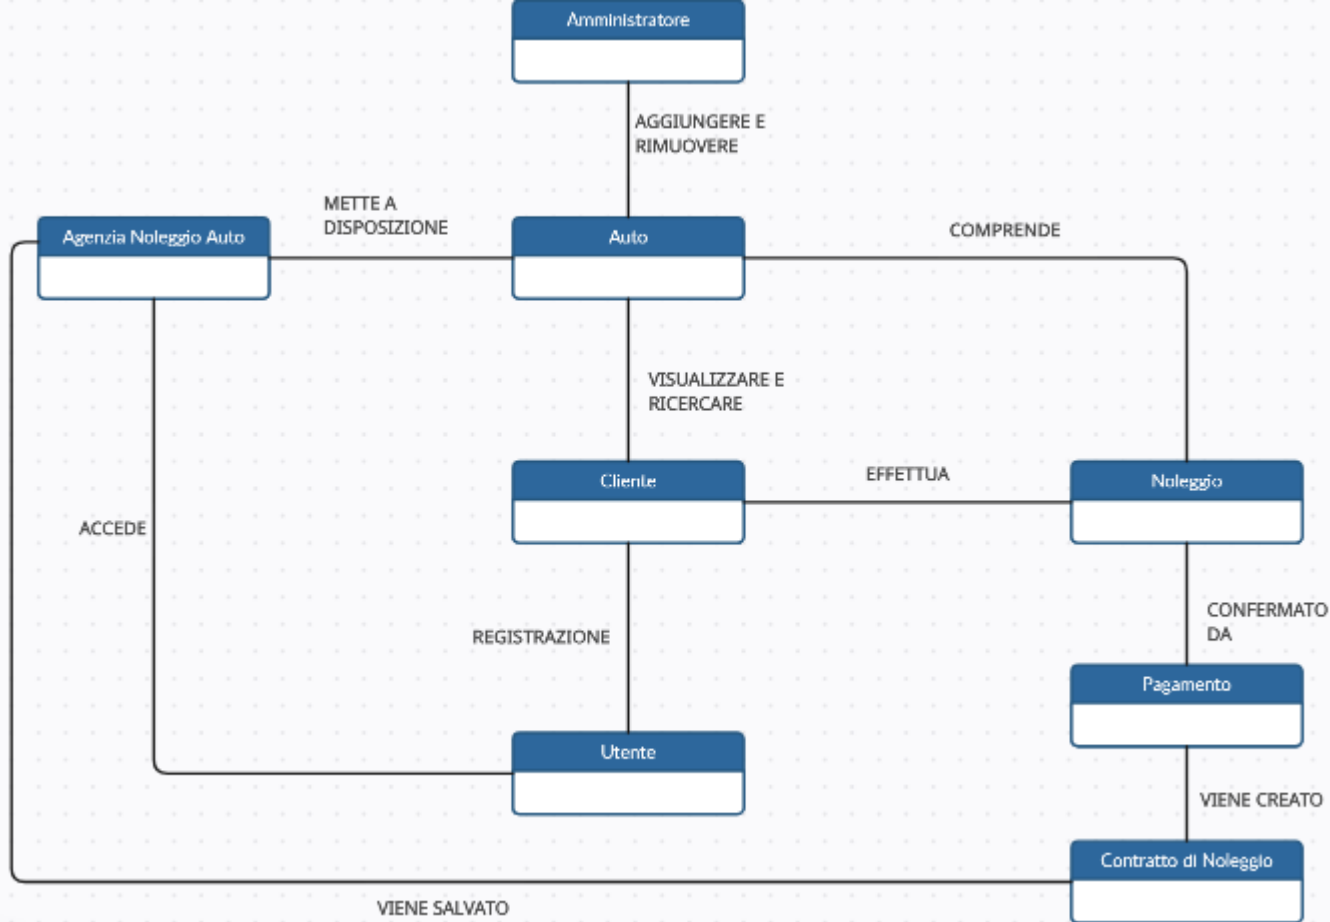 Amministratore
AGGIUNGERE E
RIMUOVERE
METTE A
DISPOSIZIONE
Agenzia Noleggio Auto
Auto
COMPRENDE
VISUALIZZARE E
RICERCARE
Cliente
EFFETTUA
Noleggio
ACCEDE
CONFERMATO
DA
REGISTRAZIONE
Pagamento
Utente
VIENE CREATO
Contratto di Noleggio
VIENE SALVATO